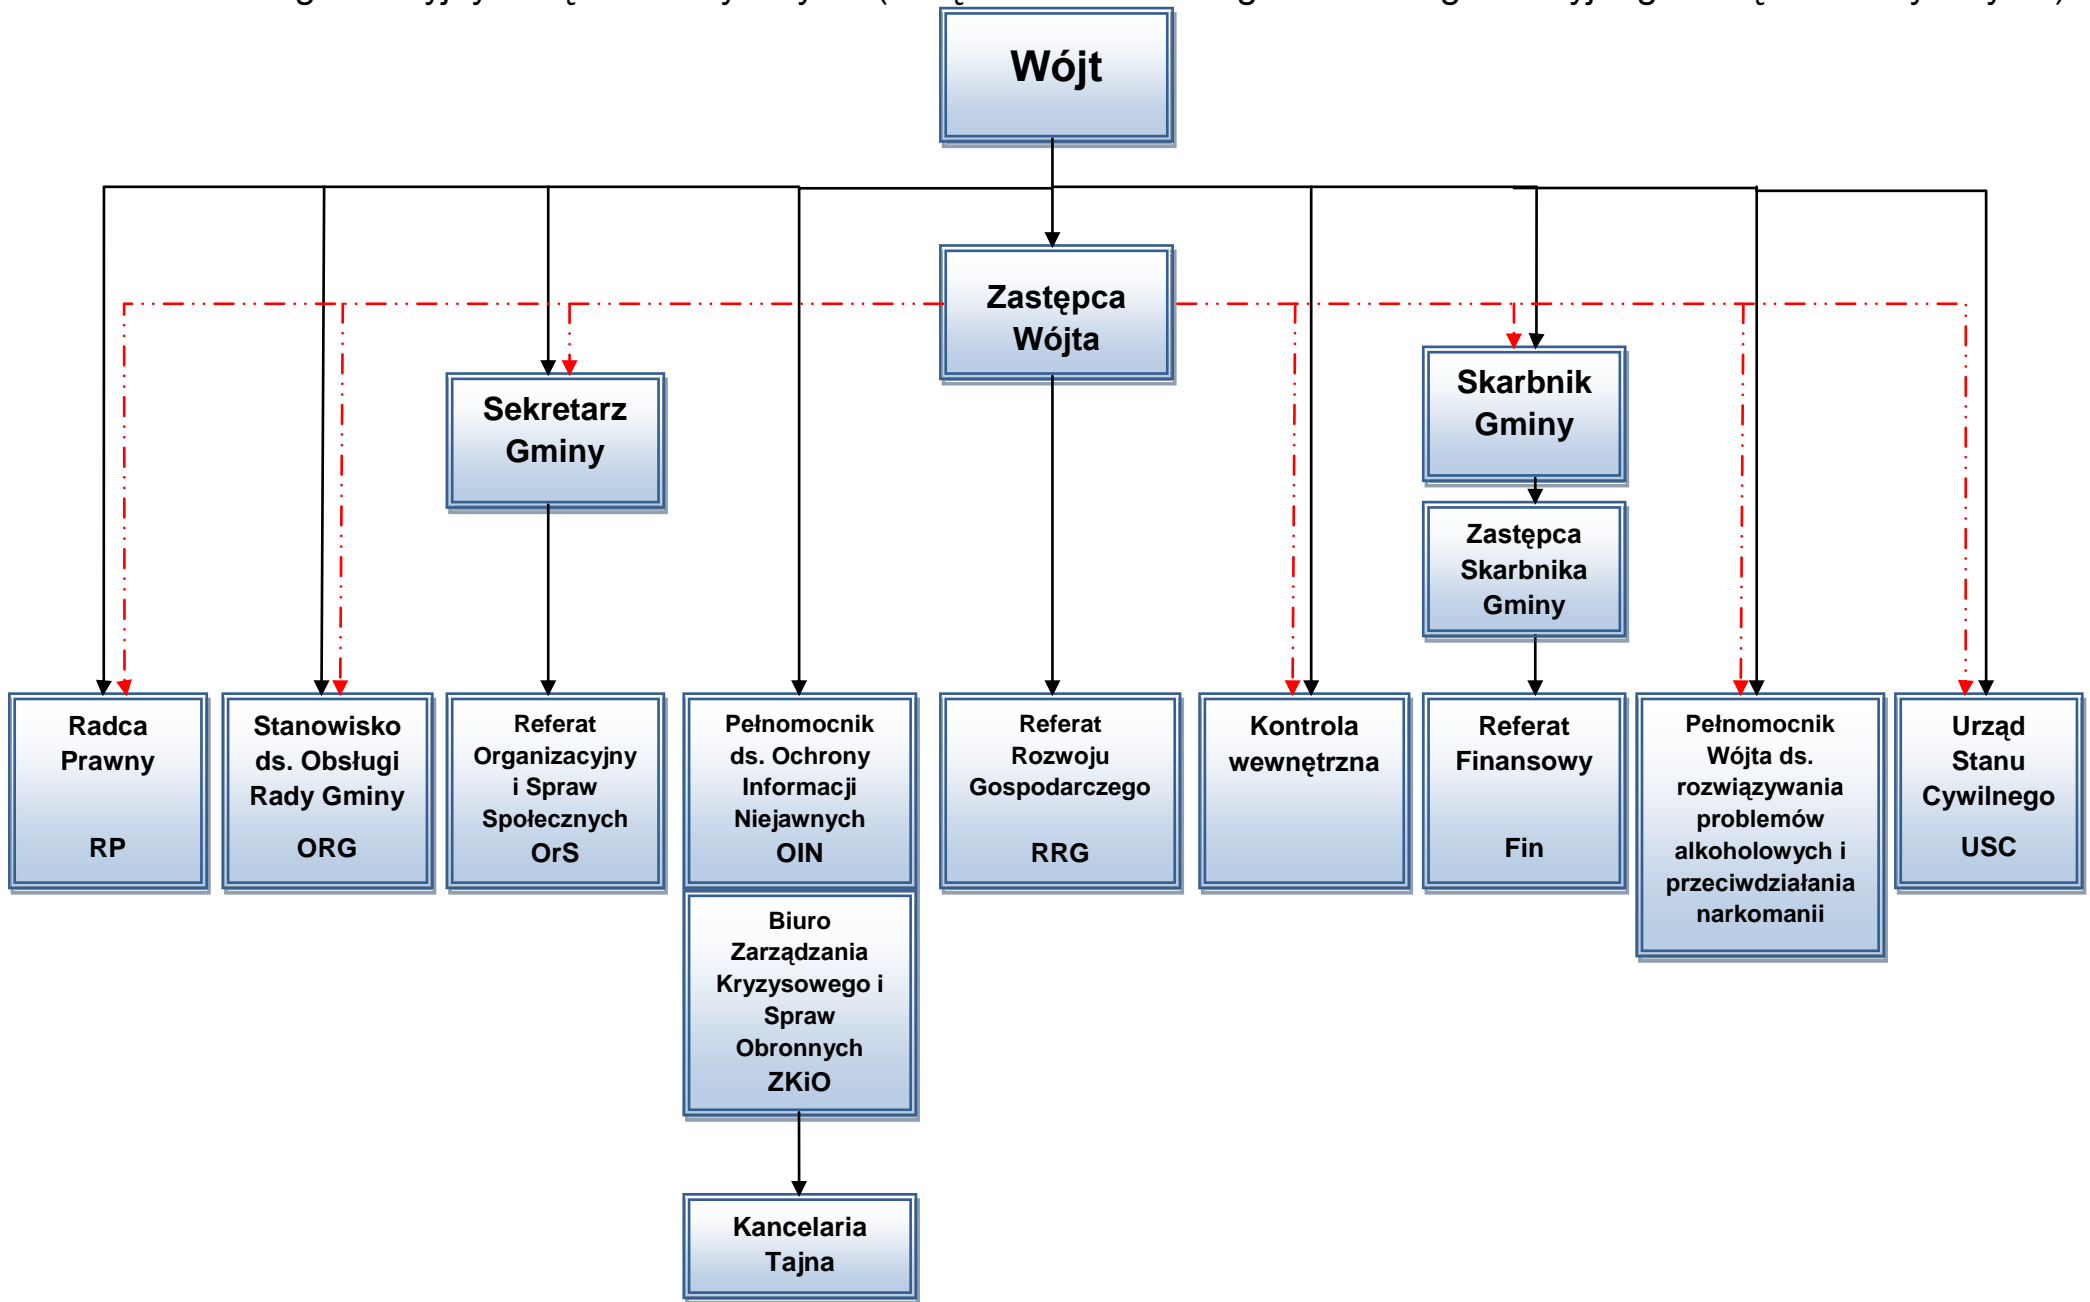 Wójt
Zastępca
Wójta
Sekretarz
Gminy
Skarbnik
Gminy
Zastępca
Skarbnika
Gminy
Radca
Prawny
RP
Stanowisko
ds. Obsługi
Rady Gminy
ORG
Referat
Organizacyjny
i Spraw
Społecznych
OrS
Pełnomocnik
ds. Ochrony
Informacji
Niejawnych
OIN
Referat
Rozwoju
Gospodarczego
RRG
Kontrola
wewnętrzna
Referat
Finansowy
Fin
Pełnomocnik
Wójta ds.
rozwiązywania
problemów
alkoholowych i
przeciwdziałania
narkomanii
Urząd
Stanu
Cywilnego
USC
Biuro
Zarządzania
Kryzysowego i
Spraw
Obronnych
ZKiO
Kancelaria
Tajna